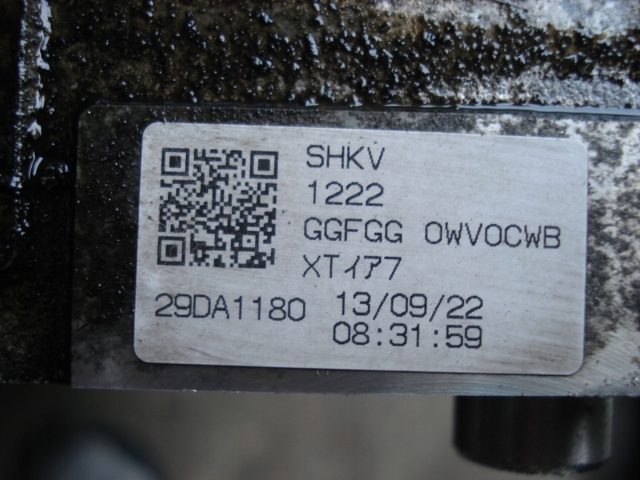 SHKV
1222
GGFGG OWVOCWB
XTイア7
29DA1180 13/09/22
08:31:59